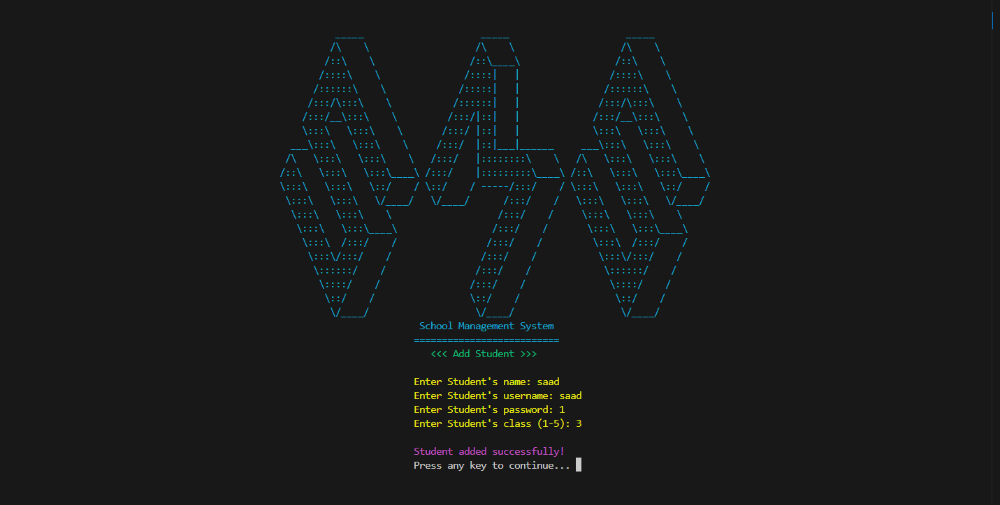 School Management System
==========================
<<< Add Student >>>
Enter Student's name: saad
Enter Student's username: saad
Enter Student's password: 1
Enter Student's class (1-5): 3
Student added successfully!
Press any key to continue...